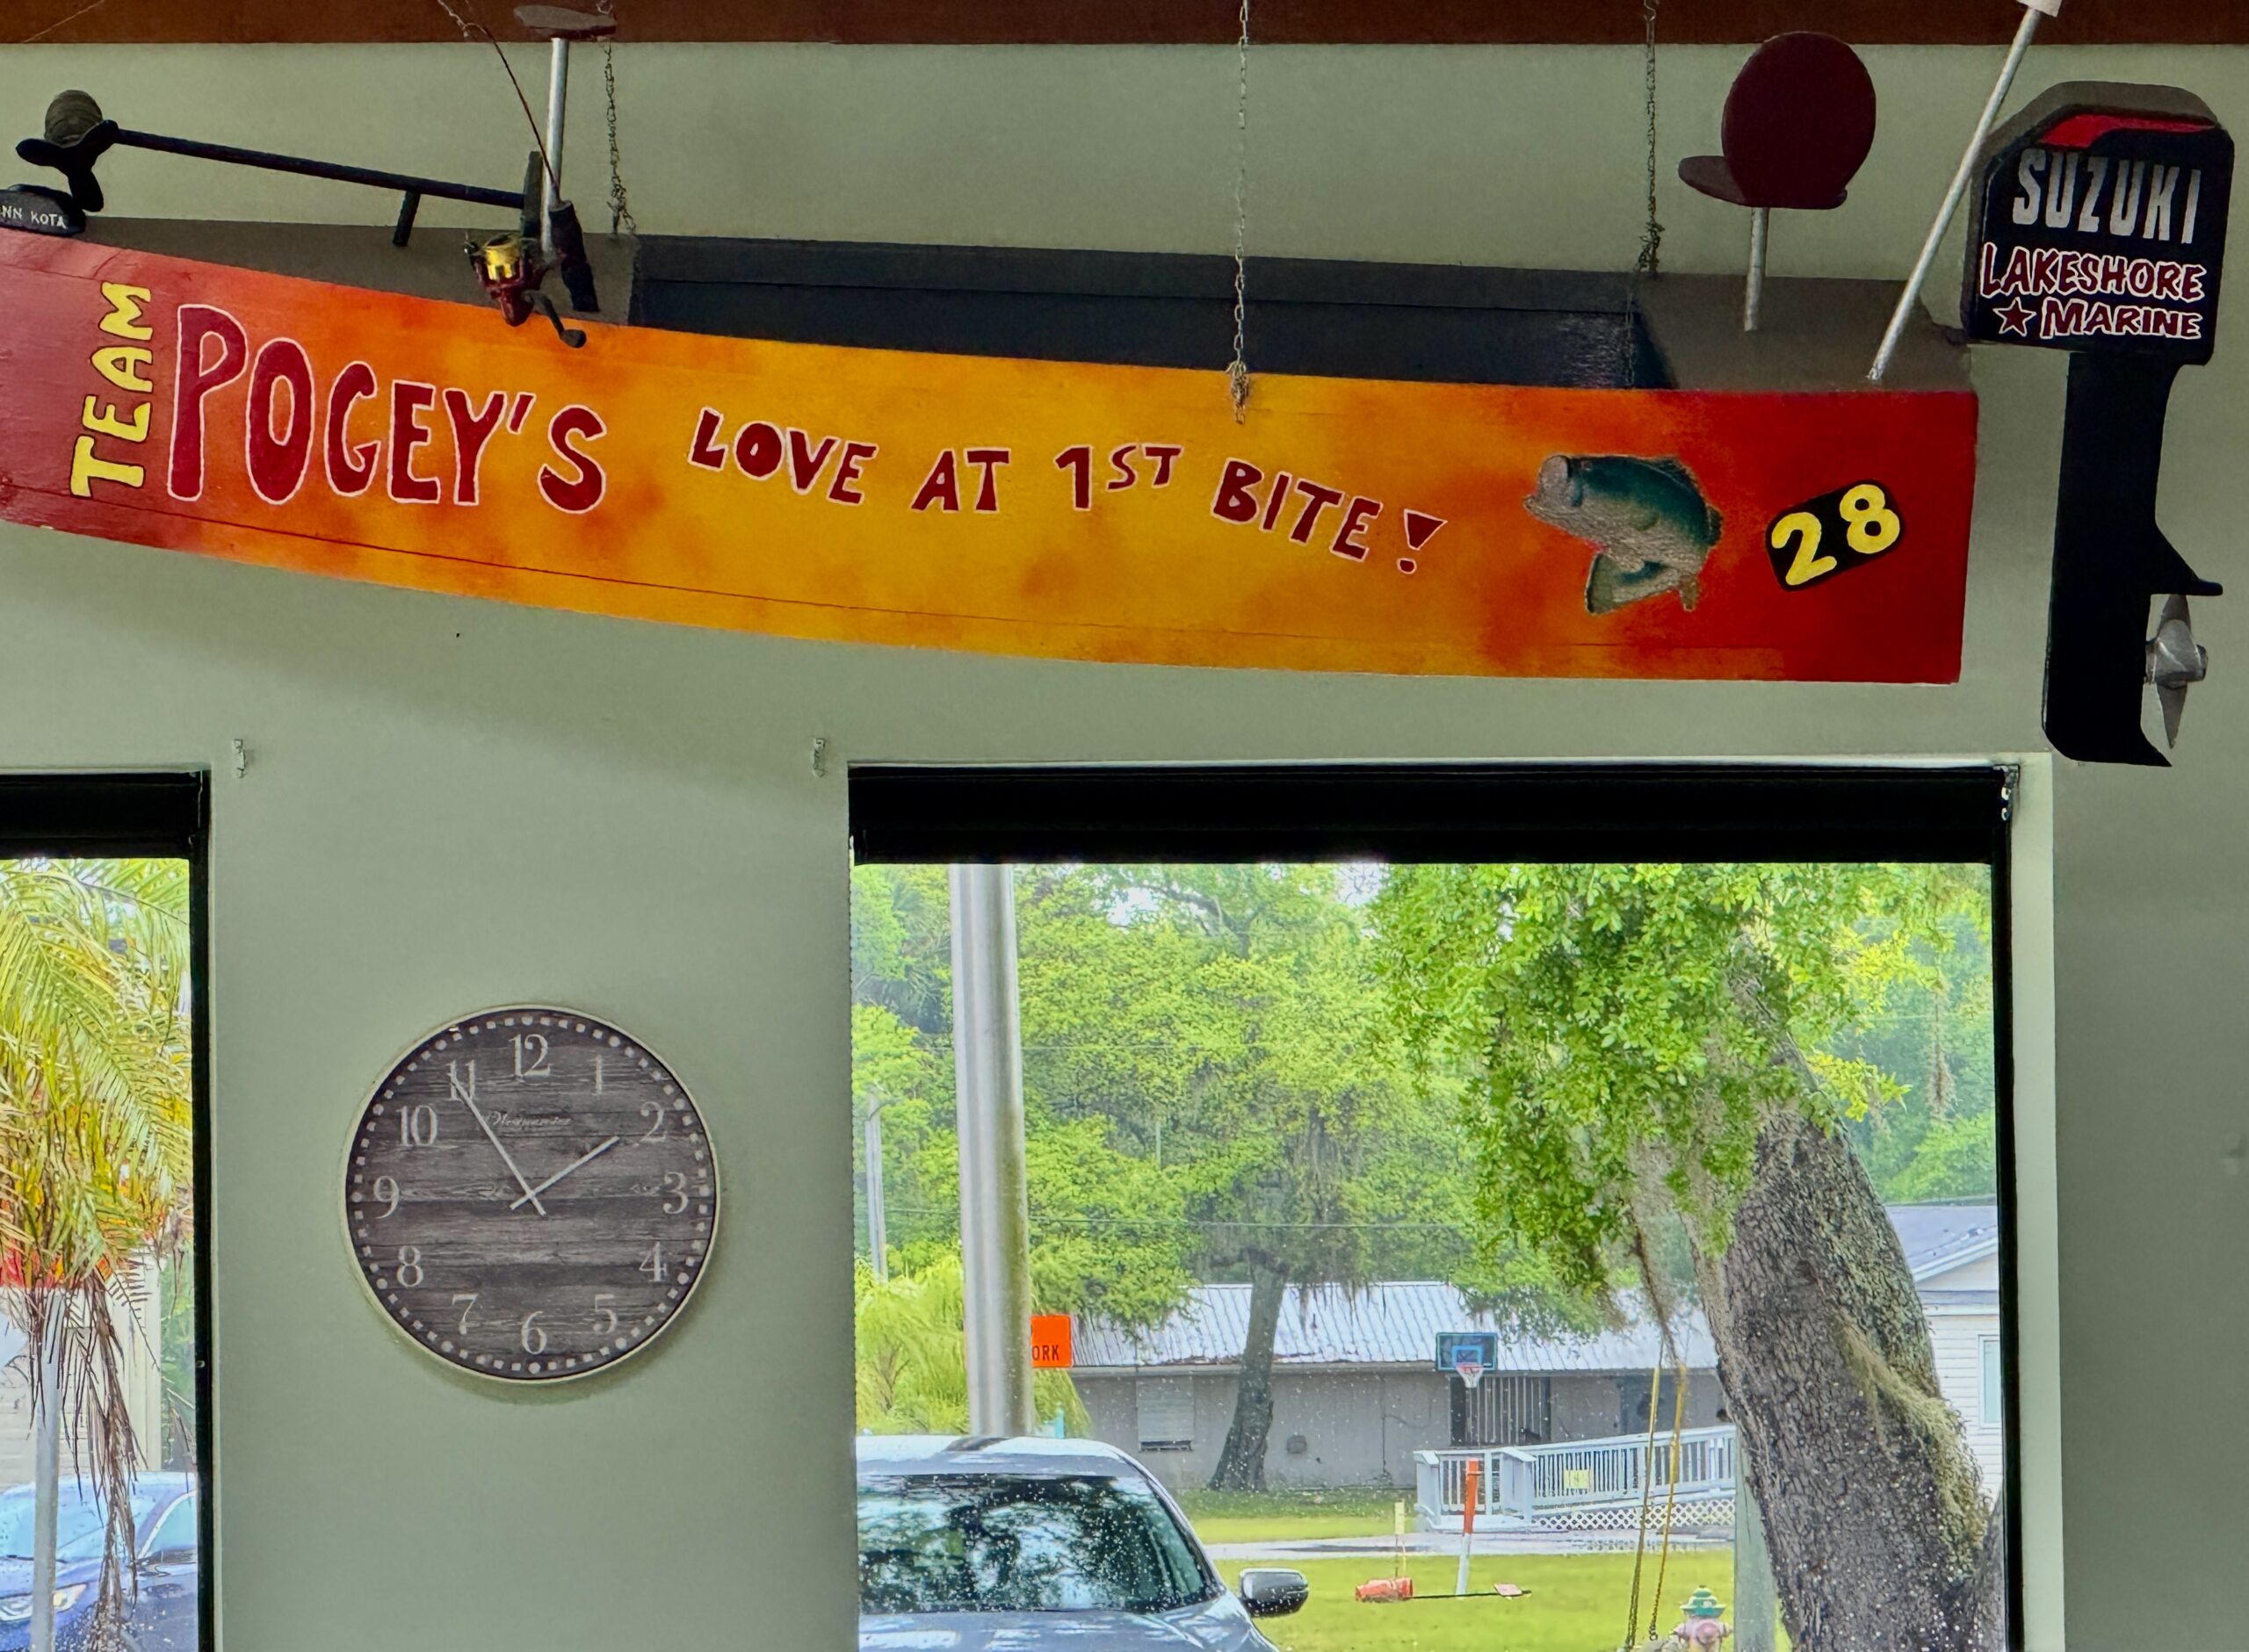 NN KOTA
SUZUKI
LAKESHORE
MARINE
TEAM
POGEY'S
LOVE AT 1ST BITE!
28
12
11 1
10 2
9 3
8 4
7 5
6
ORK